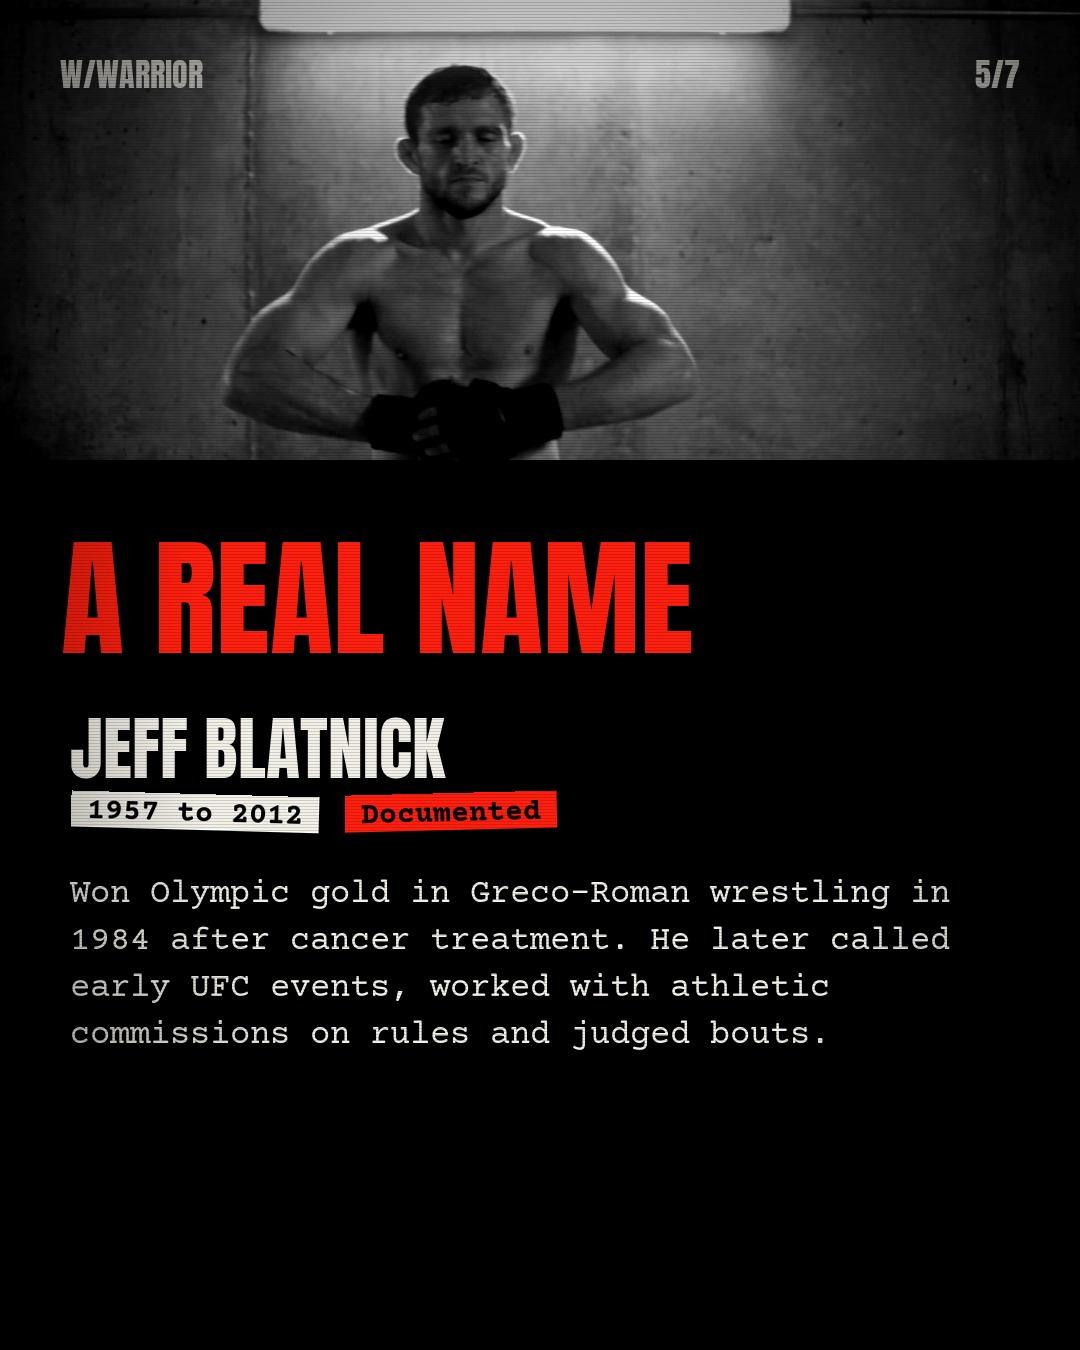 W/WARRIOR
5/7
A REAL NAME
JEFF BLATNICK
1957 to 2012
Documented
Won Olympic gold in Greco-Roman wrestling in
1984 after cancer treatment. He later called
early UFC events, worked with athletic
commissions on rules and judged bouts.